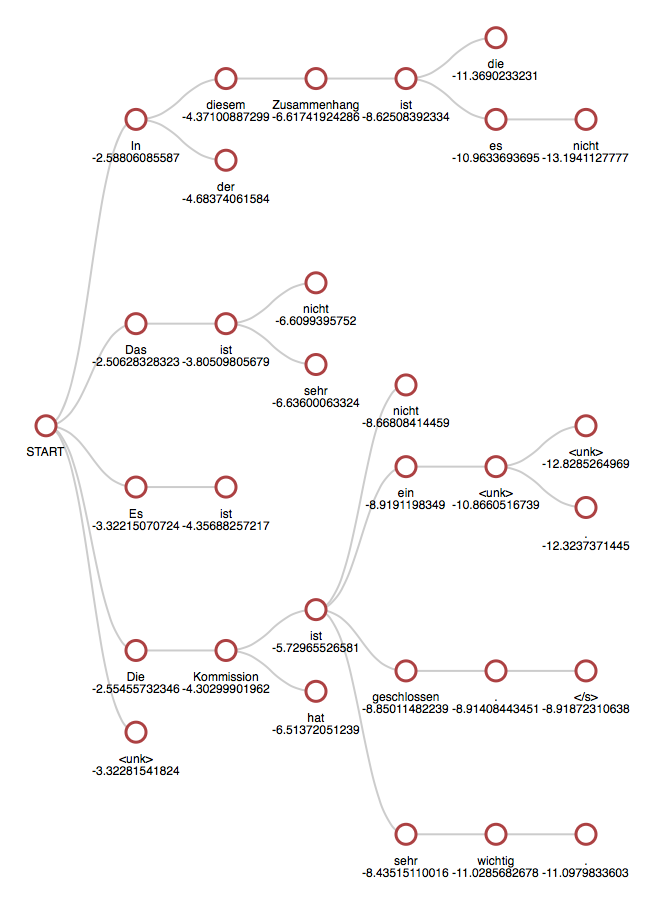 die
-11.3690233231
diesem Zusammenhang ist
-4.37100887299 -6.61741924286 -8.62508392334
In
-2.58806085587
es nicht
-10.9633693695 -13.1941127777
der
-4.68374061584
nicht
-6.6099395752
Das ist
-2.50628328323 -3.80509805679
sehr
-6.63600063324
nicht
-8.66808414459
START
<unk>
-12.8285264969
ein <unk>
-8.9191198349 -10.8660516739
Es ist
-3.32215070724 -4.35688257217
.
-12.3237371445
ist
-5.72965526581
Die Kommission
-2.55455732346 -4.30299901962
geschlossen . </s>
-8.85011482239 -8.91408443451 -8.91872310638
hat
-6.51372051239
<unk>
-3.32281541824
sehr wichtig .
-8.43515110016 -11.0285682678 -11.0979833603